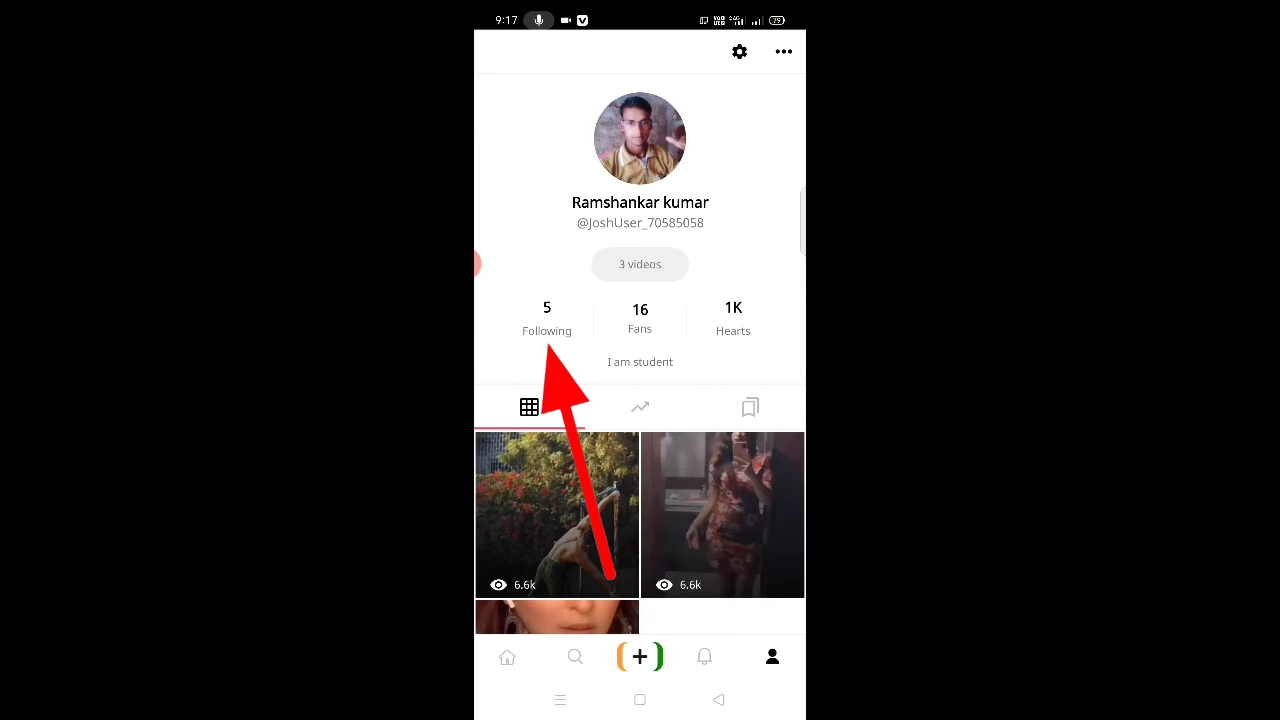 9:17
79
Ramshankar kumar
@JoshUser_70585058
3 videos
5
16
1K
Following
Fans
Hearts
I am student
6.6k
6.6k